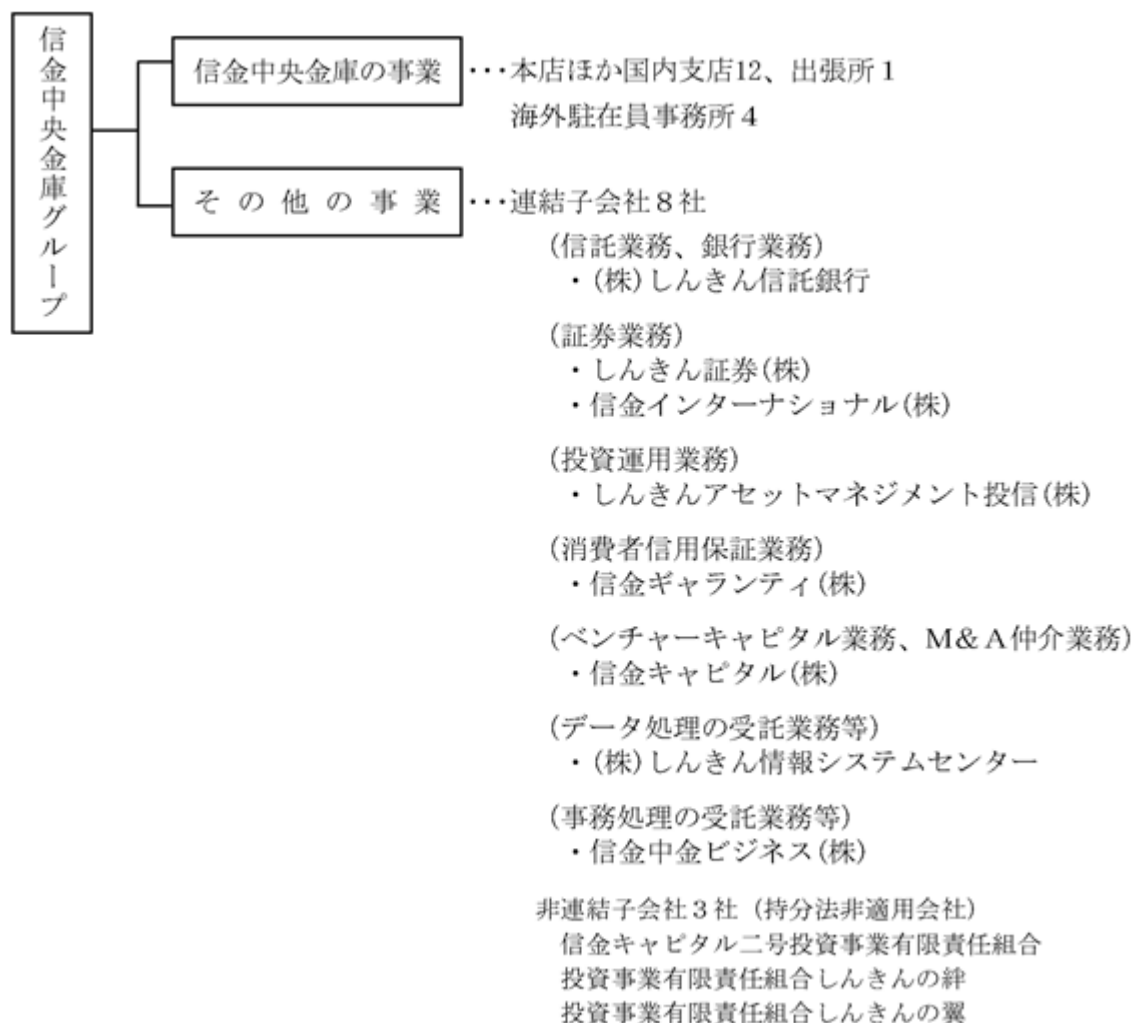 信金中央金庫グループ
信金中央金庫の事業 ･･･本店ほか国内支店12、出張所１
海外駐在員事務所４
その他の事業 ･･･連結子会社８社
(信託業務、銀行業務)
・(株)しんきん信託銀行
(証券業務)
・しんきん証券(株)
・信金インターナショナル(株)
(投資運用業務)
・しんきんアセットマネジメント投信(株)
(消費者信用保証業務)
・信金ギャランティ(株)
(ベンチャーキャピタル業務、Ｍ＆Ａ仲介業務)
・信金キャピタル(株)
(データ処理の受託業務等)
・(株)しんきん情報システムセンター
(事務処理の受託業務等)
・信金中金ビジネス(株)
非連結子会社３社（持分法非適用会社）
信金キャピタル二号投資事業有限責任組合
投資事業有限責任組合しんきんの絆
投資事業有限責任組合しんきんの翼